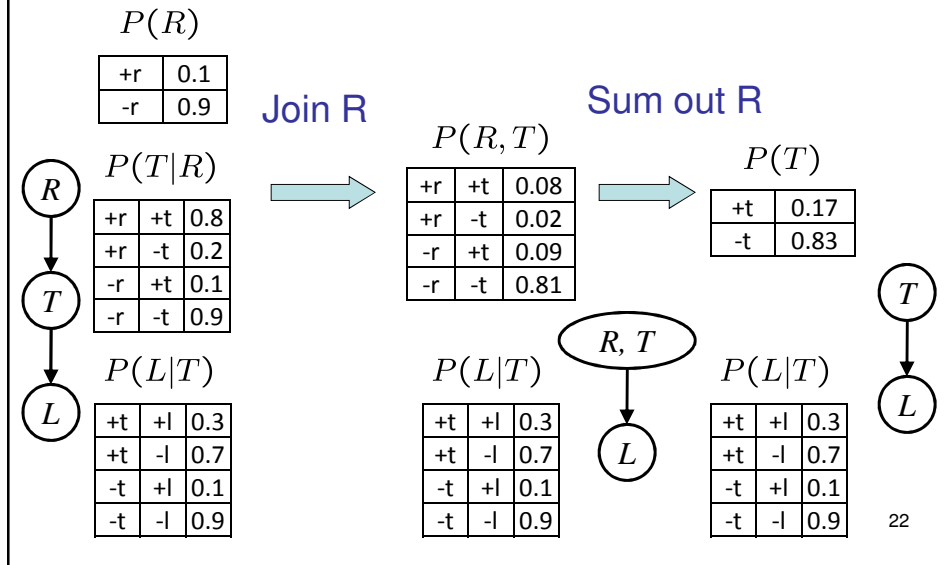 P(R)
+r 0.1
-r 0.9
Join R
Sum out R
R
T
L
P(T|R)
+r +t 0.8
+r -t 0.2
-r +t 0.1
-r -t 0.9
P(L|T)
+t +l 0.3
+t -l 0.7
-t +l 0.1
-t -l 0.9
P(R, T)
+r +t 0.08
+r -t 0.02
-r +t 0.09
-r -t 0.81
P(L|T)
+t +l 0.3
+t -l 0.7
-t +l 0.1
-t -l 0.9
R, T
L
P(T)
+t 0.17
-t 0.83
P(L|T)
+t +l 0.3
+t -l 0.7
-t +l 0.1
-t -l 0.9
T
L
22